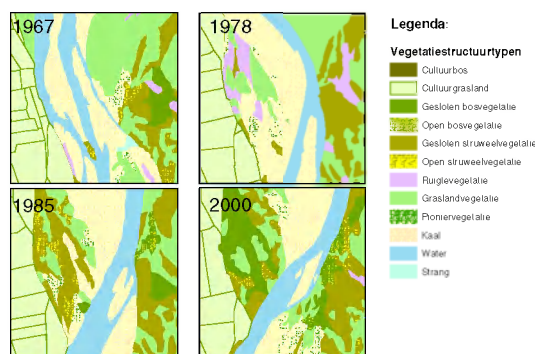 1967
1978
1985
2000
Legenda:
Vegetatiestructuurtypen
Cultuurbos
Cultuurgrasland
Gesloten bosvegetatie
Open bosvegetatie
Gesloten struweelvegetatie
Open struweelvegetatie
Ruigtevegetatie
Graslandvegetatie
Pioniervegetatie
Kaal
Water
Strang